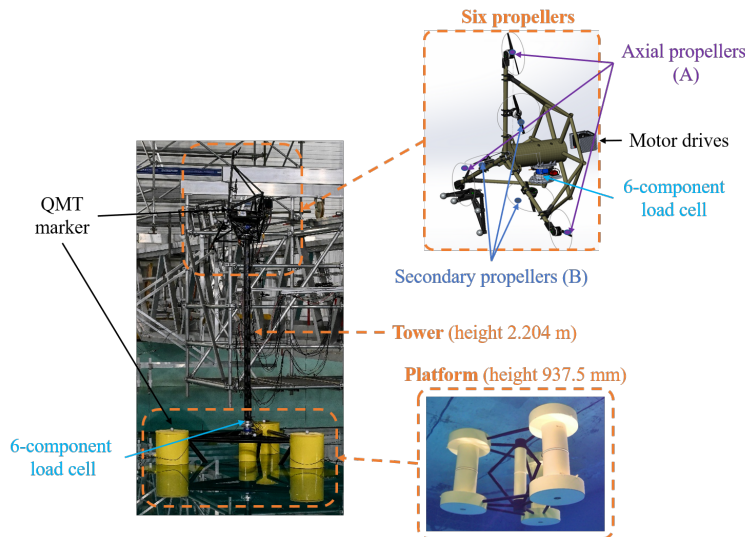 Six propellers
Axial propellers
(A)
Motor drives
6-component
load cell
QMT
marker
Secondary propellers (B)
Tower (height 2.204 m)
Platform (height 937.5 mm)
6-component
load cell